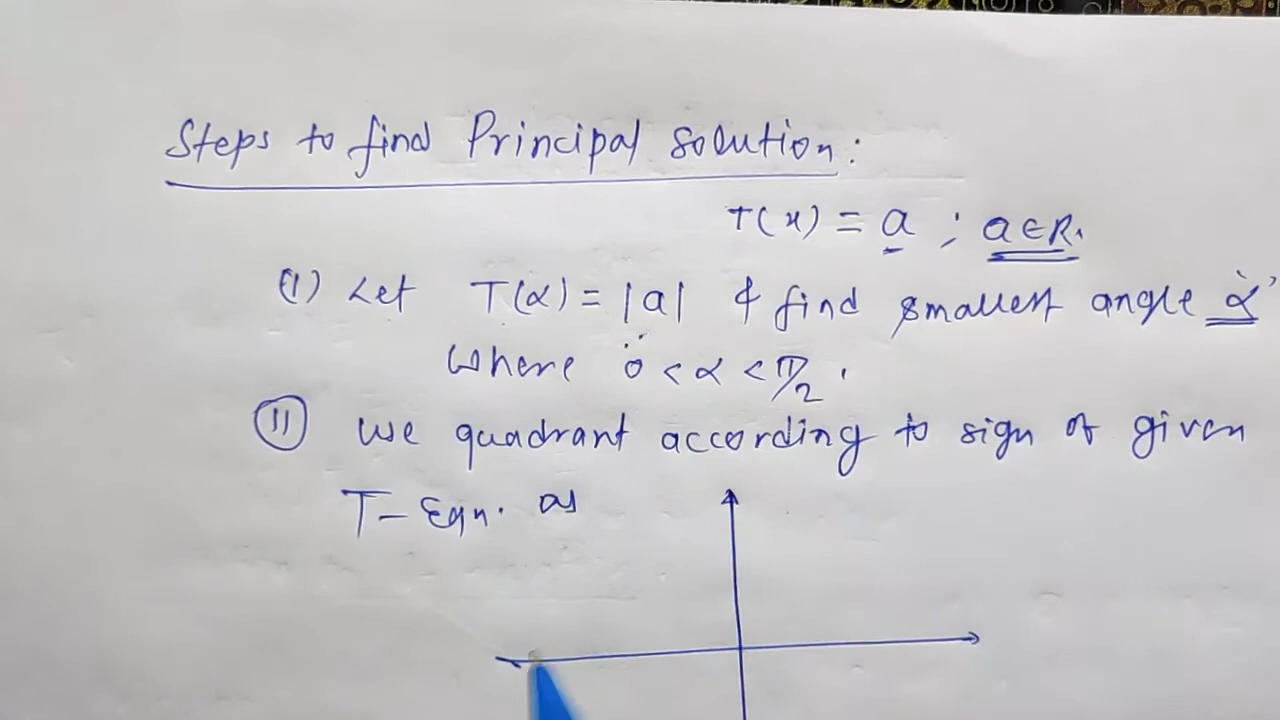 Steps to find Principal solution:
T(x) = a ; a ∈ R.
(I) Let T(α) = |a| & find smallest angle 'α'
where 0 < α < π/2 .
(II) We quadrant according to sign of given
T- Eqn. as